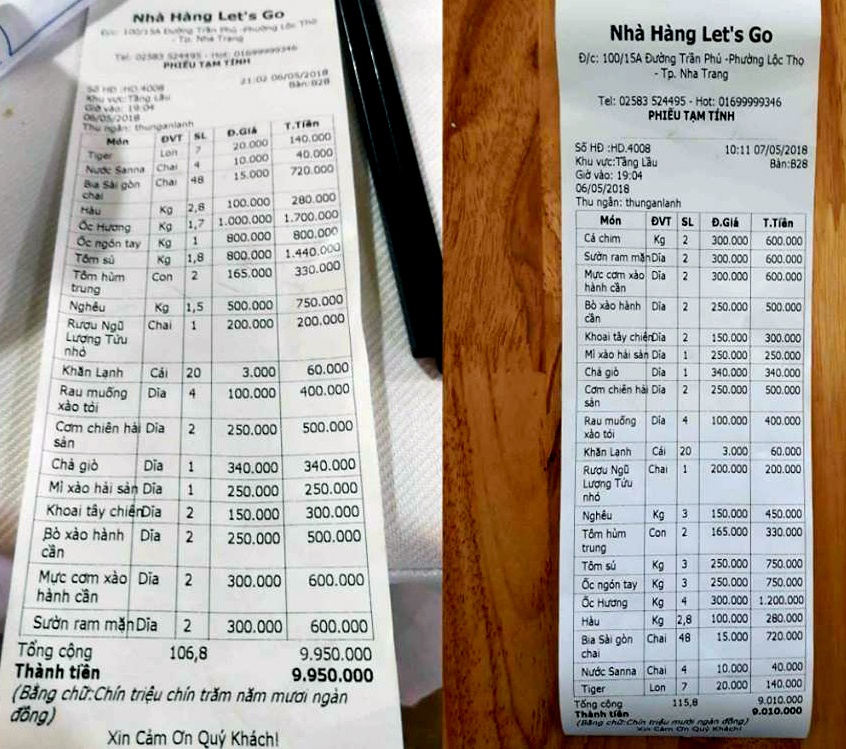 Nhà Hàng Let's Go
Đ/c: 100/15A Đường Trần Phú -Phường Lộc Thọ
- Tp. Nha Trang
Tel: 02583 524495 - Hot: 01699999346
PHIẾU TẠM TÍNH
21:02 06/05/2018
Số HĐ :HD.4008
Bàn:B28
Khu vực:Tầng Lầu
Giờ vào: 19:04
06/05/2018
Thu ngân: thunganlanh
Món ĐVT SL Đ.Giá T.Tiền
Tiger Lon 7 20.000 140.000
Nước Sanna Chai 4 10.000 40.000
Bia Sài gòn Chai 48 15.000 720.000
chai
Hàu Kg 2,8 100.000 280.000
Ốc Hương Kg 1,7 1.000.000 1.700.000
Ốc ngón tay Kg 1 800.000 800.000
Tôm sú Kg 1,8 800.000 1.440.000
Tôm hùm Con 2 165.000 330.000
trung
Nghêu Kg 1,5 500.000 750.000
Rượu Ngũ Chai 1 200.000 200.000
Lượng Tửu
nhỏ
Khăn Lạnh Cái 20 3.000 60.000
Rau muống Dĩa 4 100.000 400.000
xào tỏi
Cơm chiên hải Dĩa 2 250.000 500.000
sản
Chả giò Dĩa 1 340.000 340.000
Mì xào hải sản Dĩa 1 250.000 250.000
Khoai tây chiên Dĩa 2 150.000 300.000
Bò xào hành Dĩa 2 250.000 500.000
cần
Mực cơm xào Dĩa 2 300.000 600.000
hành cần
Sườn ram mặn Dĩa 2 300.000 600.000
Tổng cộng 106,8 9.950.000
Thành tiền 9.950.000
(Bằng chữ:Chín triệu chín trăm năm mươi ngàn
đồng)
Xin Cảm Ơn Quý Khách!
Nhà Hàng Let's Go
Đ/c: 100/15A Đường Trần Phú -Phường Lộc Thọ
- Tp. Nha Trang
Tel: 02583 524495 - Hot: 01699999346
PHIẾU TẠM TÍNH
Số HĐ :HD.4008 10:11 07/05/2018
Khu vực:Tầng Lầu Bàn:B28
Giờ vào: 19:04
06/05/2018
Thu ngân: thunganlanh
Món ĐVT SL Đ.Giá T.Tiền
Cá chim Kg 2 300.000 600.000
Sườn ram mặn Dĩa 2 300.000 600.000
Mực cơm xào Dĩa 2 300.000 600.000
hành cần
Bò xào hành Dĩa 2 250.000 500.000
cần
Khoai tây chiên Dĩa 2 150.000 300.000
Mì xào hải sản Dĩa 1 250.000 250.000
Chả giò Dĩa 1 340.000 340.000
Cơm chiên hải Dĩa 2 250.000 500.000
sản
Rau muống Dĩa 4 100.000 400.000
xào tỏi
Khăn Lạnh Cái 20 3.000 60.000
Rượu Ngũ Chai 1 200.000 200.000
Lượng Tửu
nhỏ
Nghêu Kg 3 150.000 450.000
Tôm hùm Con 2 165.000 330.000
trung
Tôm sú Kg 3 250.000 750.000
Ốc ngón tay Kg 3 250.000 750.000
Ốc Hương Kg 4 300.000 1.200.000
Hàu Kg 2,8 100.000 280.000
Bia Sài gòn Chai 48 15.000 720.000
chai
Nước Sanna Chai 4 10.000 40.000
Tiger Lon 7 20.000 140.000
Tổng cộng 115,8 9.010.000
Thành tiền 9.010.000
(Bằng chữ:Chín triệu mười ngàn đồng)
Xin Cảm Ơn Quý Khách!